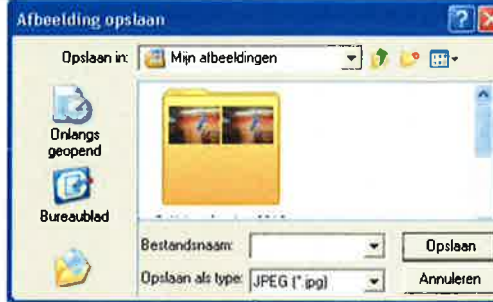 Afbeelding opslaan
Opslaan in:
Mijn afbeeldingen
Onlangs
geopend
Bureaublad
Bestandsnaam:
Opslaan
Opslaan als type:
JPEG (*.jpg)
Annuleren